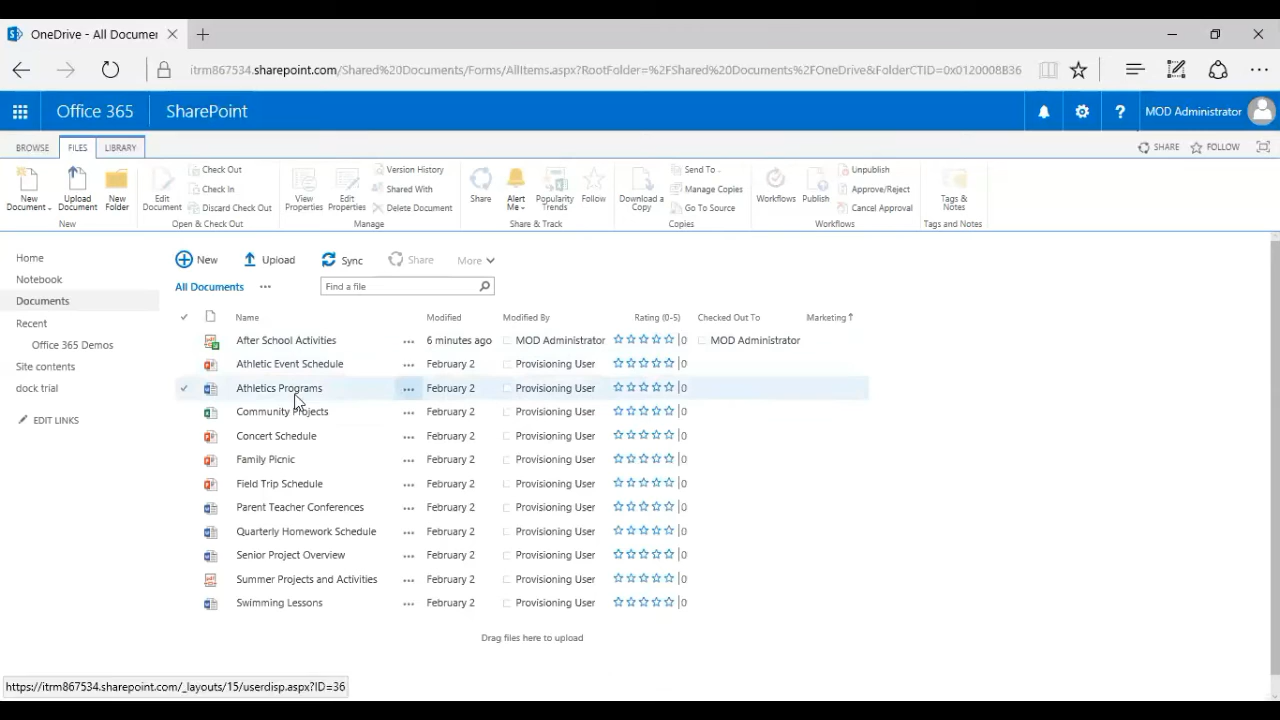 OneDrive - All Documen
itrm867534.sharepoint.com/Shared%20Documents/Forms/AllItems.aspx?RootFolder=%2FShared%20Documents%2FOneDrive&FolderCTID=0x0120008B36
Office 365 SharePoint ? MOD Administrator
BROWSE FILES LIBRARY SHARE FOLLOW
New Document Upload Document New Folder
New
Edit Document Check Out Check In Discard Check Out
Open & Check Out
View Properties Edit Properties Version History Shared With Delete Document
Manage
Share Alert Me Popularity Trends Follow
Share & Track
Download a Copy Send To Manage Copies Go To Source
Copies
Workflows Publish Unpublish Approve/Reject Cancel Approval
Workflows
Tags & Notes
Tags and Notes
Home
Notebook
Documents
Recent
Office 365 Demos
Site contents
dock trial
EDIT LINKS
New Upload Sync Share More
All Documents ... Find a file
Name Modified Modified By Rating (0-5) Checked Out To Marketing
After School Activities ... 6 minutes ago MOD Administrator 0 MOD Administrator
Athletic Event Schedule ... February 2 Provisioning User 0
Athletics Programs ... February 2 Provisioning User 0
Community Projects ... February 2 Provisioning User 0
Concert Schedule ... February 2 Provisioning User 0
Family Picnic ... February 2 Provisioning User 0
Field Trip Schedule ... February 2 Provisioning User 0
Parent Teacher Conferences ... February 2 Provisioning User 0
Quarterly Homework Schedule ... February 2 Provisioning User 0
Senior Project Overview ... February 2 Provisioning User 0
Summer Projects and Activities ... February 2 Provisioning User 0
Swimming Lessons ... February 2 Provisioning User 0
Drag files here to upload
https://itrm867534.sharepoint.com/_layouts/15/userdisp.aspx?ID=36